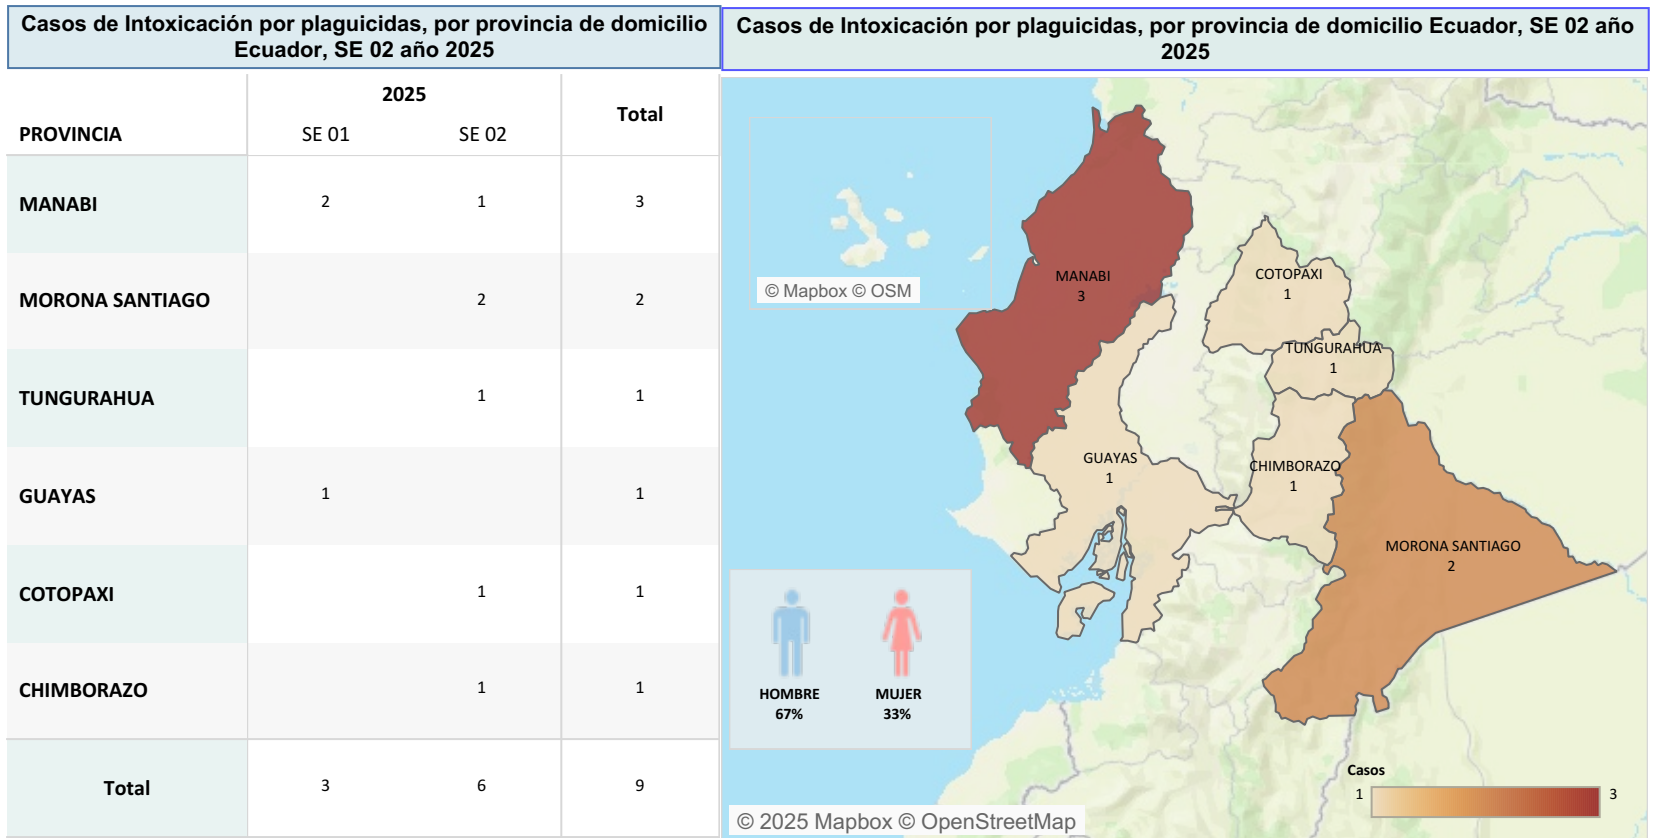 Casos de Intoxicación por plaguicidas, por provincia de domicilio
Ecuador, SE 02 año 2025
PROVINCIA
2025
SE 01
SE 02
Total
MANABI 2 1 3
MORONA SANTIAGO 2 2
TUNGURAHUA 1 1
GUAYAS 1 1
COTOPAXI 1 1
CHIMBORAZO 1 1
Total 3 6 9
Casos de Intoxicación por plaguicidas, por provincia de domicilio Ecuador, SE 02 año
2025
© Mapbox © OSM
MANABI
3
COTOPAXI
1
TUNGURAHUA
1
GUAYAS
1
CHIMBORAZO
1
MORONA SANTIAGO
2
HOMBRE
67%
MUJER
33%
Casos
1 3
© 2025 Mapbox © OpenStreetMap